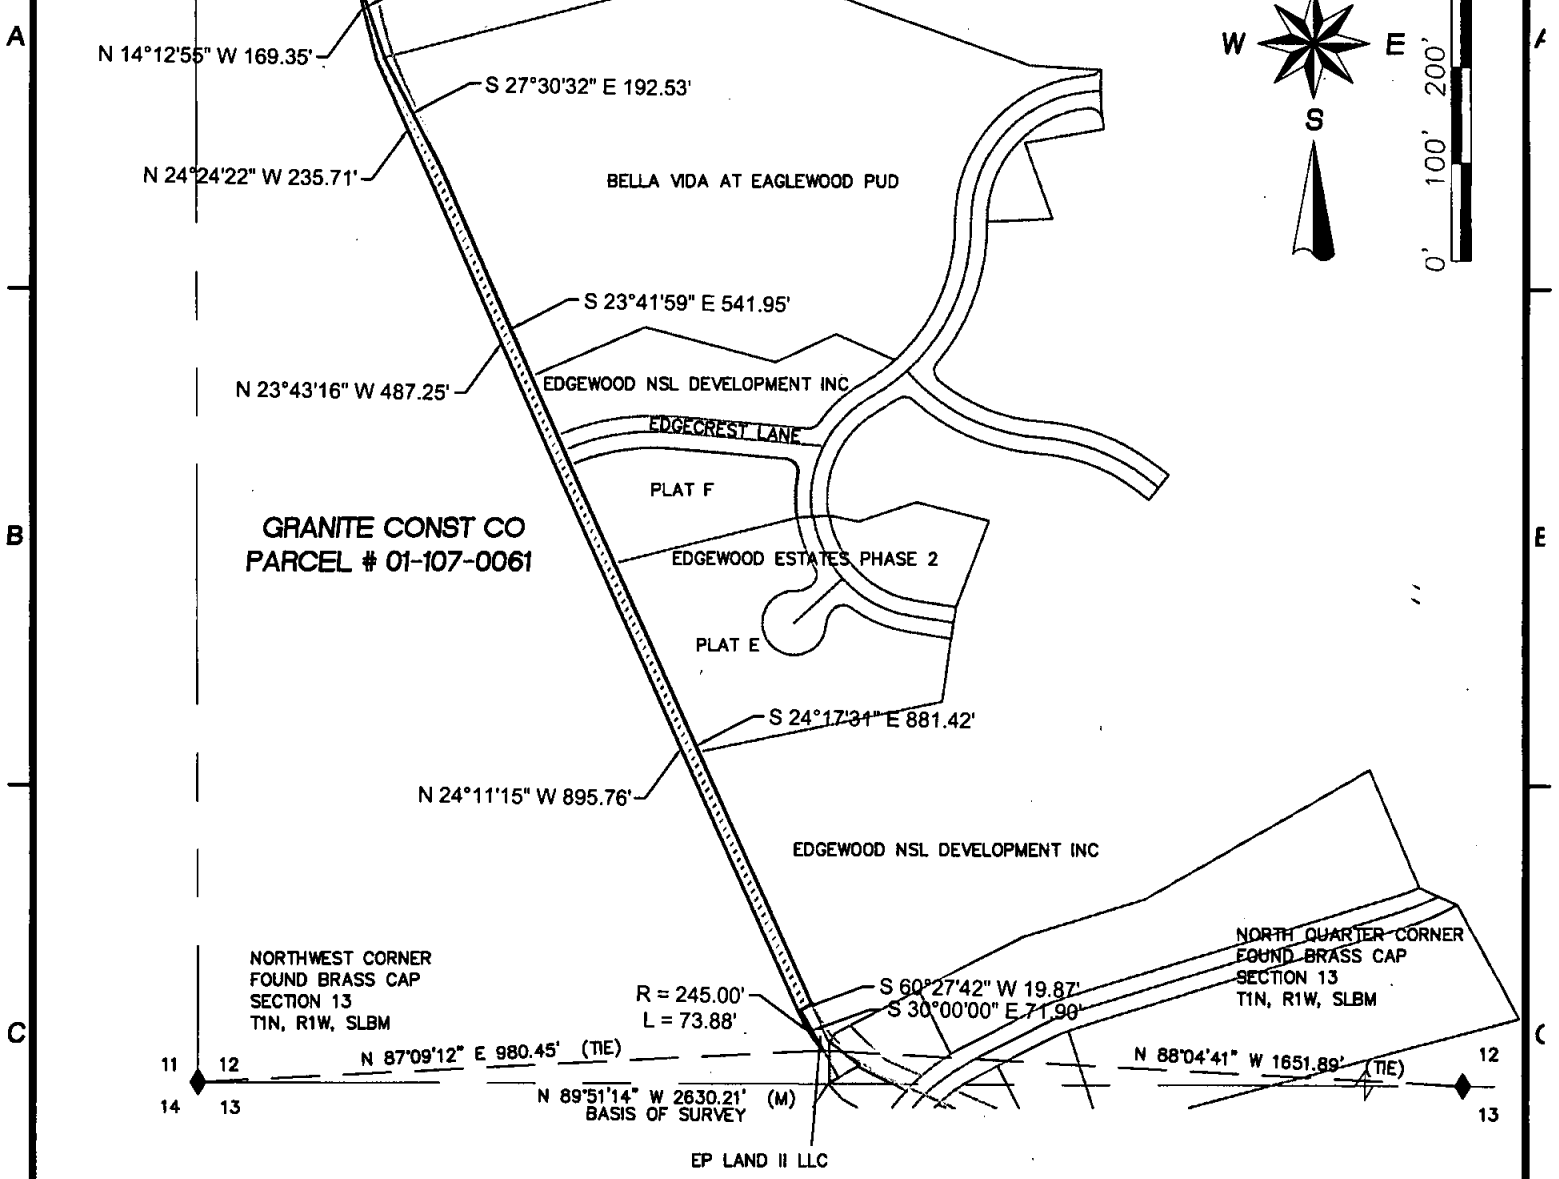 A
N 14°12'55" W 169.35'
W
E
S
200'
100'
0'
S 27°30'32" E 192.53'
N 24°24'22" W 235.71'
BELLA VIDA AT EAGLEWOOD PUD
S 23°41'59" E 541.95'
N 23°43'16" W 487.25'
EDGEWOOD NSL DEVELOPMENT INC
EDGECREST LANE
PLAT F
GRANITE CONST CO
PARCEL # 01-107-0061
B
EDGEWOOD ESTATES PHASE 2
PLAT E
S 24°17'31" E 881.42'
N 24°11'15" W 895.76'
EDGEWOOD NSL DEVELOPMENT INC
NORTHWEST CORNER
FOUND BRASS CAP
SECTION 13
T1N, R1W, SLBM
NORTH QUARTER CORNER
FOUND BRASS CAP
SECTION 13
T1N, R1W, SLBM
S 60°27'42" W 19.87'
S 30°00'00" E 71.90'
R = 245.00'
L = 73.88'
C
11
12
N 87°09'12" E 980.45' (TIE)
N 88°04'41" W 1651.89' (TIE)
12
14
13
N 89°51'14" W 2630.21' (M)
BASIS OF SURVEY
13
EP LAND II LLC